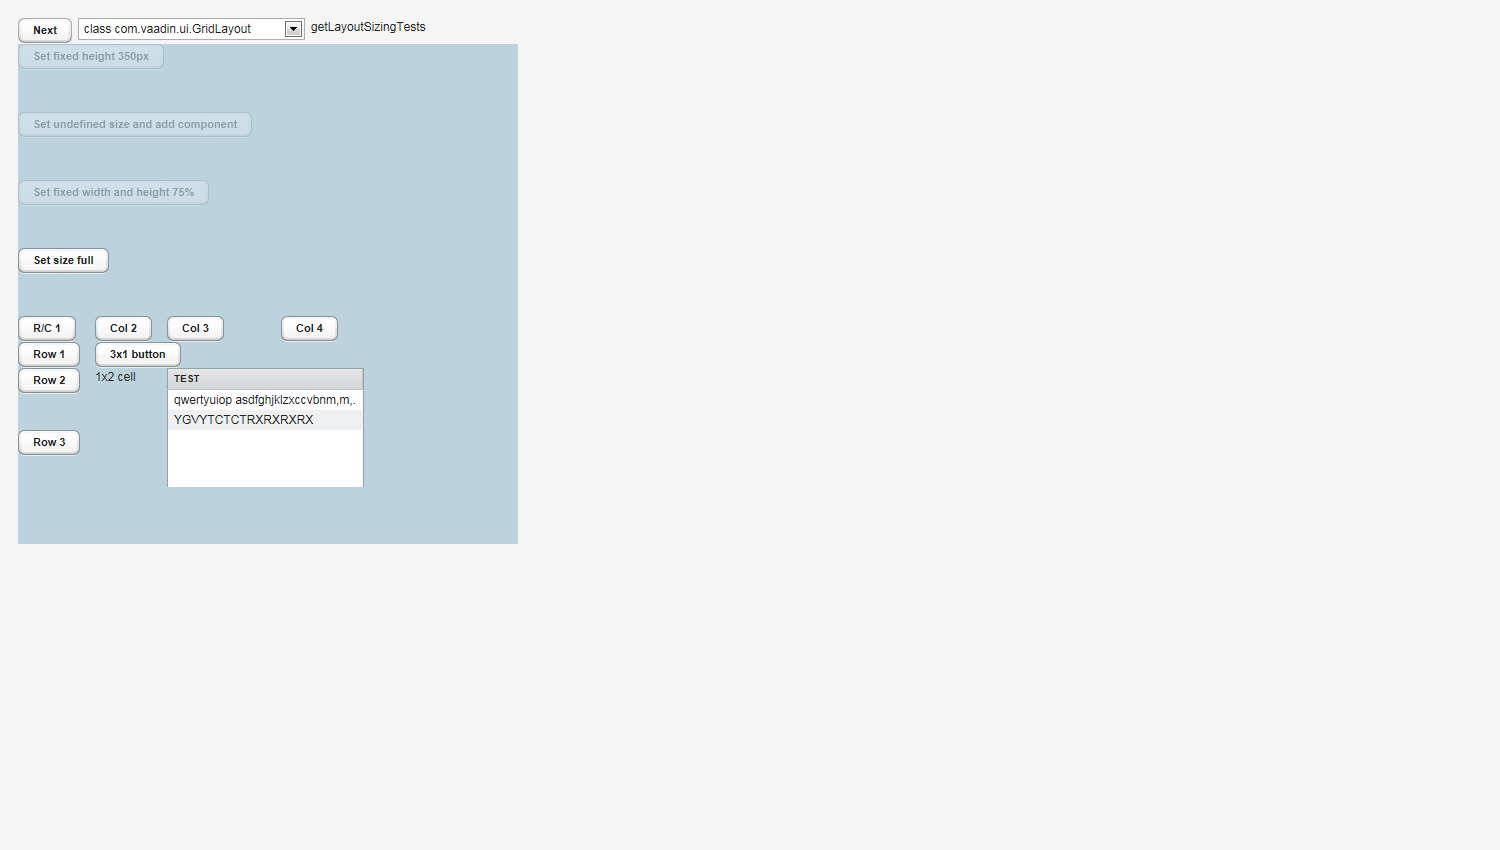 Next class com.vaadin.ui.GridLayout getLayoutSizingTests
Set fixed height 350px
Set undefined size and add component
Set fixed width and height 75%
Set size full
R/C 1 Col 2 Col 3 Col 4
Row 1 3x1 button
Row 2 1x2 cell TEST
qwertyuiop asdfghjklzxccvbnm,m,.
YGVYTCTCTRXRXRXRX
Row 3